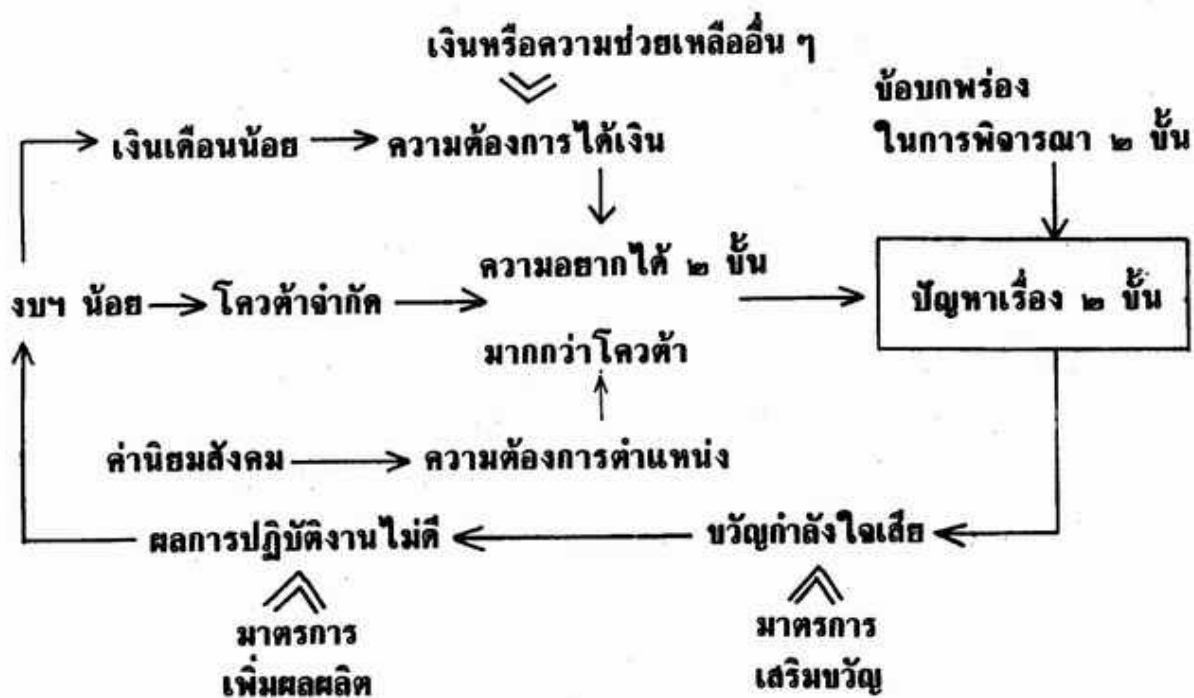 เงินหรือความช่วยเหลืออื่น ๆ
ข้อบกพร่อง
ในการพิจารณา ๒ ขั้น
เงินเดือนน้อย
ความต้องการได้เงิน
ความอยากได้ ๒ ขั้น
งบฯ น้อย
โควต้าจำกัด
ปัญหาเรื่อง ๒ ขั้น
มากกว่าโควต้า
ค่านิยมสังคม
ความต้องการตำแหน่ง
ผลการปฏิบัติงานไม่ดี
ขวัญกำลังใจเสีย
มาตรการ
เพิ่มผลผลิต
มาตรการ
เสริมขวัญ